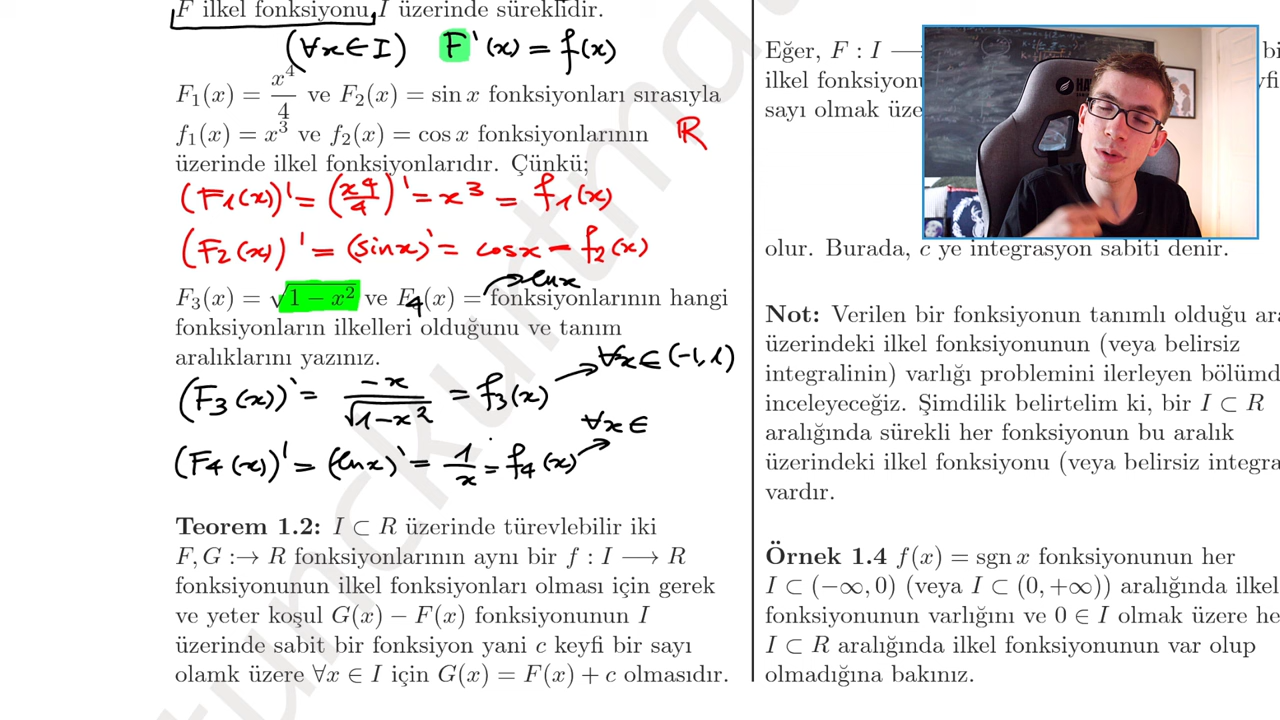 F ilkel fonksiyonu, I üzerinde süreklidir.
(∀x∈I) F'(x) = f(x)
F₁(x) = x⁴/4 ve F₂(x) = sin x fonksiyonları sırasıyla
f₁(x) = x³ ve f₂(x) = cos x fonksiyonlarının ℝ
üzerinde ilkel fonksiyonlarıdır. Çünkü;
(F₁(x))' = (x⁴/4)' = x³ = f₁(x)
(F₂(x))' = (sinx)' = cosx = f₂(x)
lnx
F₃(x) = √1 − x² ve F₄(x) = fonksiyonlarının hangi
fonksiyonların ilkelleri olduğunu ve tanım
aralıklarını yazınız.
(F₃(x))' = −x/√1−x² = f₃(x) → ∀x∈(-1,1)
(F₄(x))' = (lnx)' = 1/x = f₄(x) → ∀x∈
Teorem 1.2: I ⊂ R üzerinde türevlebilir iki
F, G :→ R fonksiyonlarının aynı bir f : I ⟶ R
fonksiyonunun ilkel fonksiyonları olması için gerek
ve yeter koşul G(x) − F(x) fonksiyonunun I
üzerinde sabit bir fonksiyon yani c keyfi bir sayı
olamk üzere ∀x ∈ I için G(x) = F(x) + c olmasıdır.
Eğer, F : I bi
ilkel fonksiyonu
sayı olmak üze
olur. Burada, c ye integrasyon sabiti denir.
Not: Verilen bir fonksiyonun tanımlı olduğu ara
üzerindeki ilkel fonksiyonunun (veya belirsiz
integralinin) varlığı problemini ilerleyen bölümd
inceleyeceğiz. Şimdilik belirtelim ki, bir I ⊂ R
aralığında sürekli her fonksiyonun bu aralık
üzerindeki ilkel fonksiyonu (veya belirsiz integra
vardır.
Örnek 1.4 f(x) = sgn x fonksiyonunun her
I ⊂ (−∞, 0) (veya I ⊂ (0, +∞)) aralığında ilkel
fonksiyonunun varlığını ve 0 ∈ I olmak üzere he
I ⊂ R aralığında ilkel fonksiyonunun var olup
olmadığına bakınız.